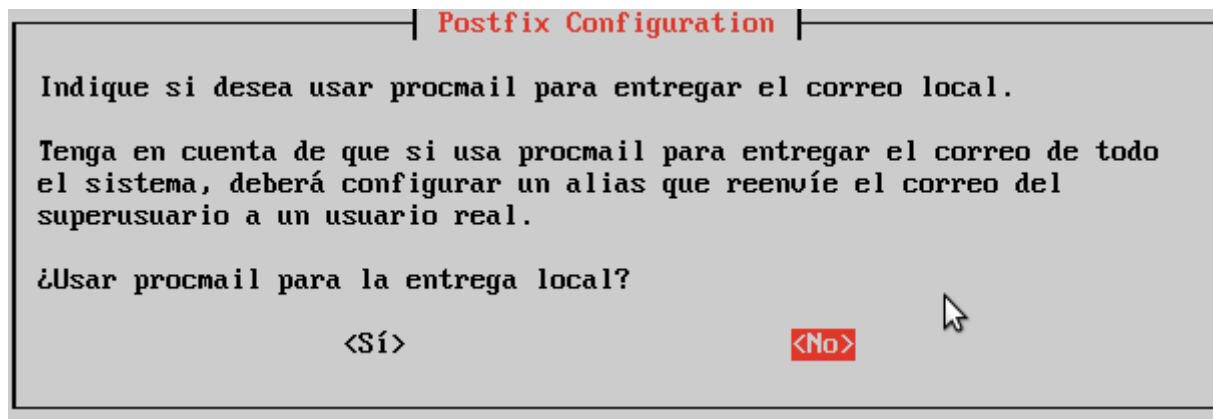 Postfix Configuration
Indique si desea usar procmail para entregar el correo local.
Tenga en cuenta de que si usa procmail para entregar el correo de todo
el sistema, deberá configurar un alias que reenvíe el correo del
superusuario a un usuario real.
¿Usar procmail para la entrega local?
<Sí> <No>